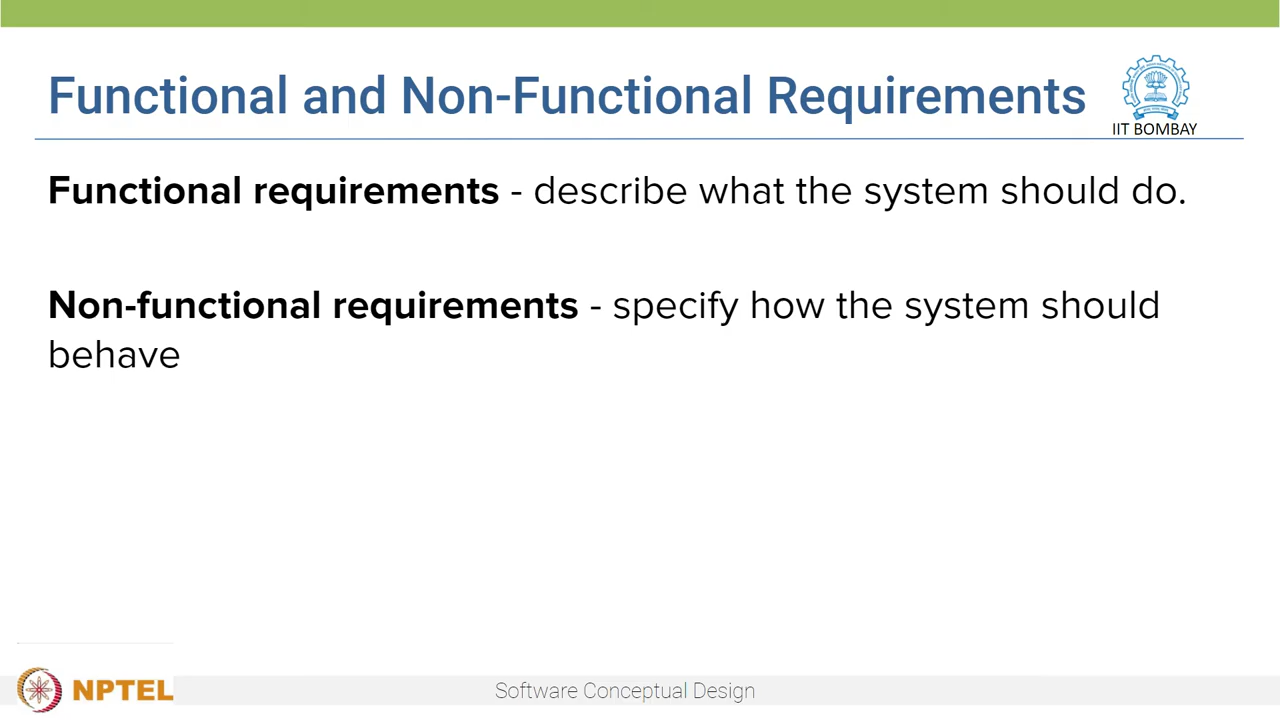 Functional and Non-Functional Requirements
IIT BOMBAY
Functional requirements - describe what the system should do.
Non-functional requirements - specify how the system should
behave
NPTEL
Software Conceptual Design